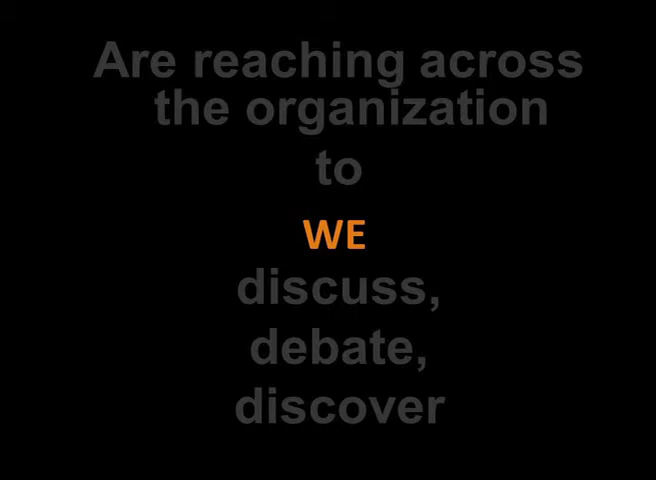 Are reaching across
the organization
to
WE
discuss,
debate,
discover